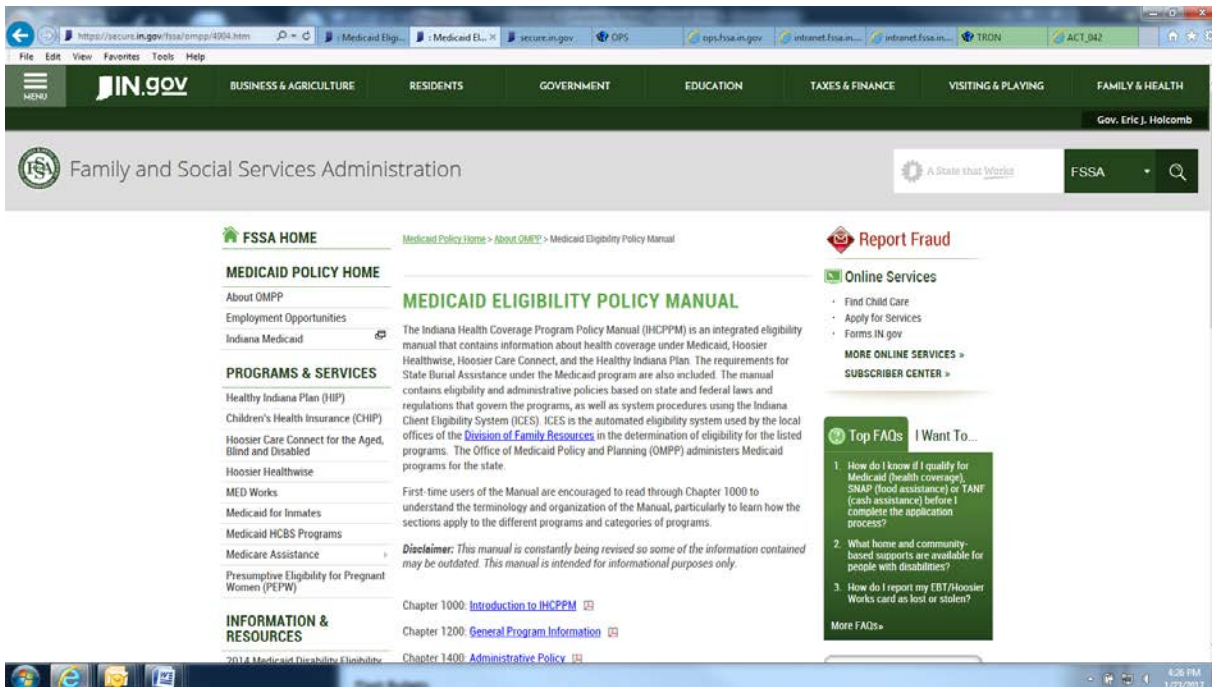 https://secure.in.gov/fssa/ompp/4904.htm
: Medicaid Eligi...
: Medicaid El...
secure.in.gov
OPS
ops.fssa.in.gov
intranet.fssa.in....
intranet.fssa.in....
TRON
ACT_042
File Edit View Favorites Tools Help
MENU
IN.gov
BUSINESS & AGRICULTURE
RESIDENTS
GOVERNMENT
EDUCATION
TAXES & FINANCE
VISITING & PLAYING
FAMILY & HEALTH
Gov. Eric J. Holcomb
FSSA
Family and Social Services Administration
A State that Works
FSSA
FSSA HOME
MEDICAID POLICY HOME
About OMPP
Employment Opportunities
Indiana Medicaid
PROGRAMS & SERVICES
Healthy Indiana Plan (HIP)
Children's Health Insurance (CHIP)
Hoosier Care Connect for the Aged,
Blind and Disabled
Hoosier Healthwise
MED Works
Medicaid for Inmates
Medicaid HCBS Programs
Medicare Assistance
Presumptive Eligibility for Pregnant
Women (PEPW)
INFORMATION &
RESOURCES
2014 Medicaid Disability Eligibility
Medicaid Policy Home > About OMPP > Medicaid Eligibility Policy Manual
MEDICAID ELIGIBILITY POLICY MANUAL
The Indiana Health Coverage Program Policy Manual (IHCPPM) is an integrated eligibility
manual that contains information about health coverage under Medicaid, Hoosier
Healthwise, Hoosier Care Connect, and the Healthy Indiana Plan. The requirements for
State Burial Assistance under the Medicaid program are also included. The manual
contains eligibility and administrative policies based on state and federal laws and
regulations that govern the programs, as well as system procedures using the Indiana
Client Eligibility System (ICES). ICES is the automated eligibility system used by the local
offices of the Division of Family Resources in the determination of eligibility for the listed
programs. The Office of Medicaid Policy and Planning (OMPP) administers Medicaid
programs for the state.
First-time users of the Manual are encouraged to read through Chapter 1000 to
understand the terminology and organization of the Manual, particularly to learn how the
sections apply to the different programs and categories of programs.
Disclaimer: This manual is constantly being revised so some of the information contained
may be outdated. This manual is intended for informational purposes only.
Chapter 1000: Introduction to IHCPPM
Chapter 1200: General Program Information
Chapter 1400: Administrative Policy
Report Fraud
Online Services
· Find Child Care
· Apply for Services
· Forms.IN.gov
MORE ONLINE SERVICES »
SUBSCRIBER CENTER »
Top FAQs
I Want To...
1. How do I know if I qualify for
Medicaid (health
coverage),
SNAP (food assistance) or TANF
(cash assistance) before I
complete the application
process?
2. What home and community-
based supports are available for
people with disabilities?
3. How do I report my EBT/Hoosier
Works card as lost or stolen?
More FAQs»
4:26 PM
1/23/2017